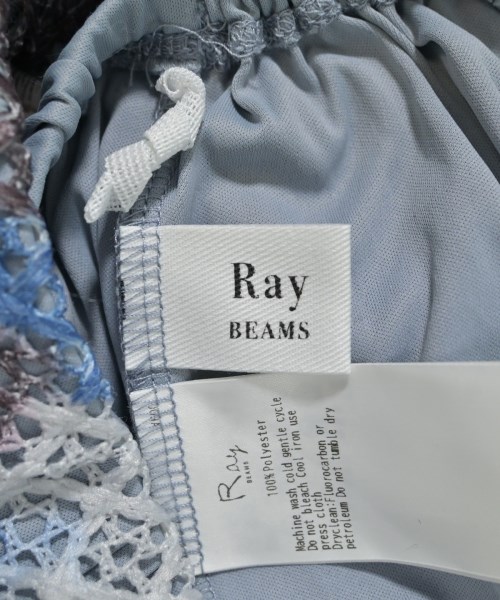 Ray
BEAMS
Ray
BEAMS
100%Polyester
Machine wash cold gentle cycle
Do not bleach Cool iron use
press cloth
Dryclean:Fluorocarbon or
petroleum Do not tumble dry